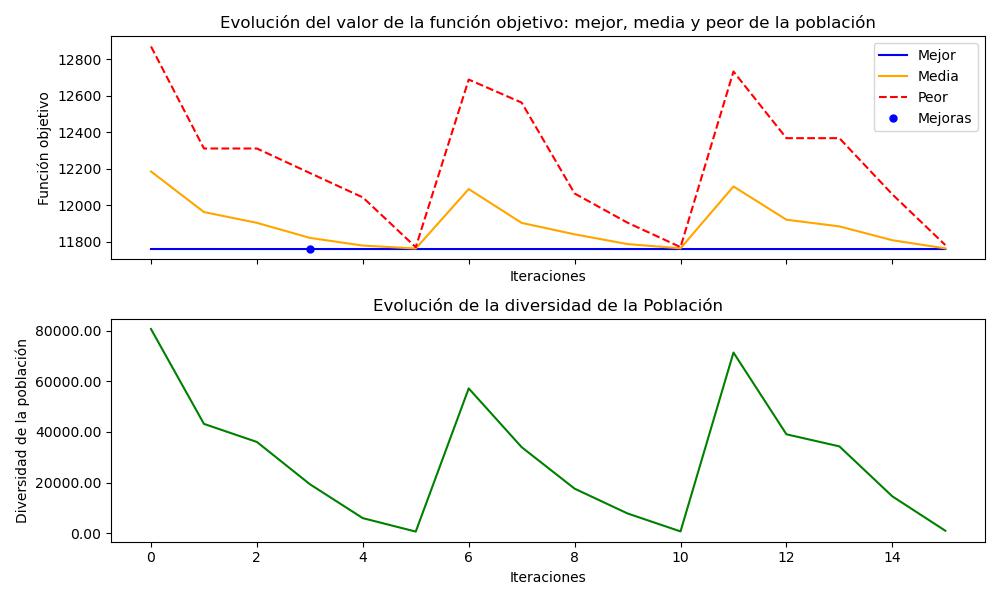 Evolución del valor de la función objetivo: mejor, media y peor de la población
Función objetivo
12800
12600
12400
12200
12000
11800
Mejor
Media
Peor
Mejoras
Iteraciones
Evolución de la diversidad de la Población
Diversidad de la población
80000.00
60000.00
40000.00
20000.00
0.00
0 2 4 6 8 10 12 14
Iteraciones